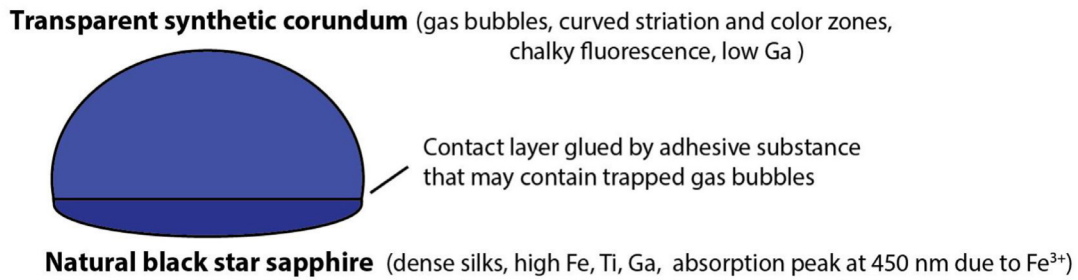 Transparent synthetic corundum (gas bubbles, curved striation and color zones,
chalky fluorescence, low Ga )
Contact layer glued by adhesive substance
that may contain trapped gas bubbles
Natural black star sapphire (dense silks, high Fe, Ti, Ga, absorption peak at 450 nm due to Fe³⁺)